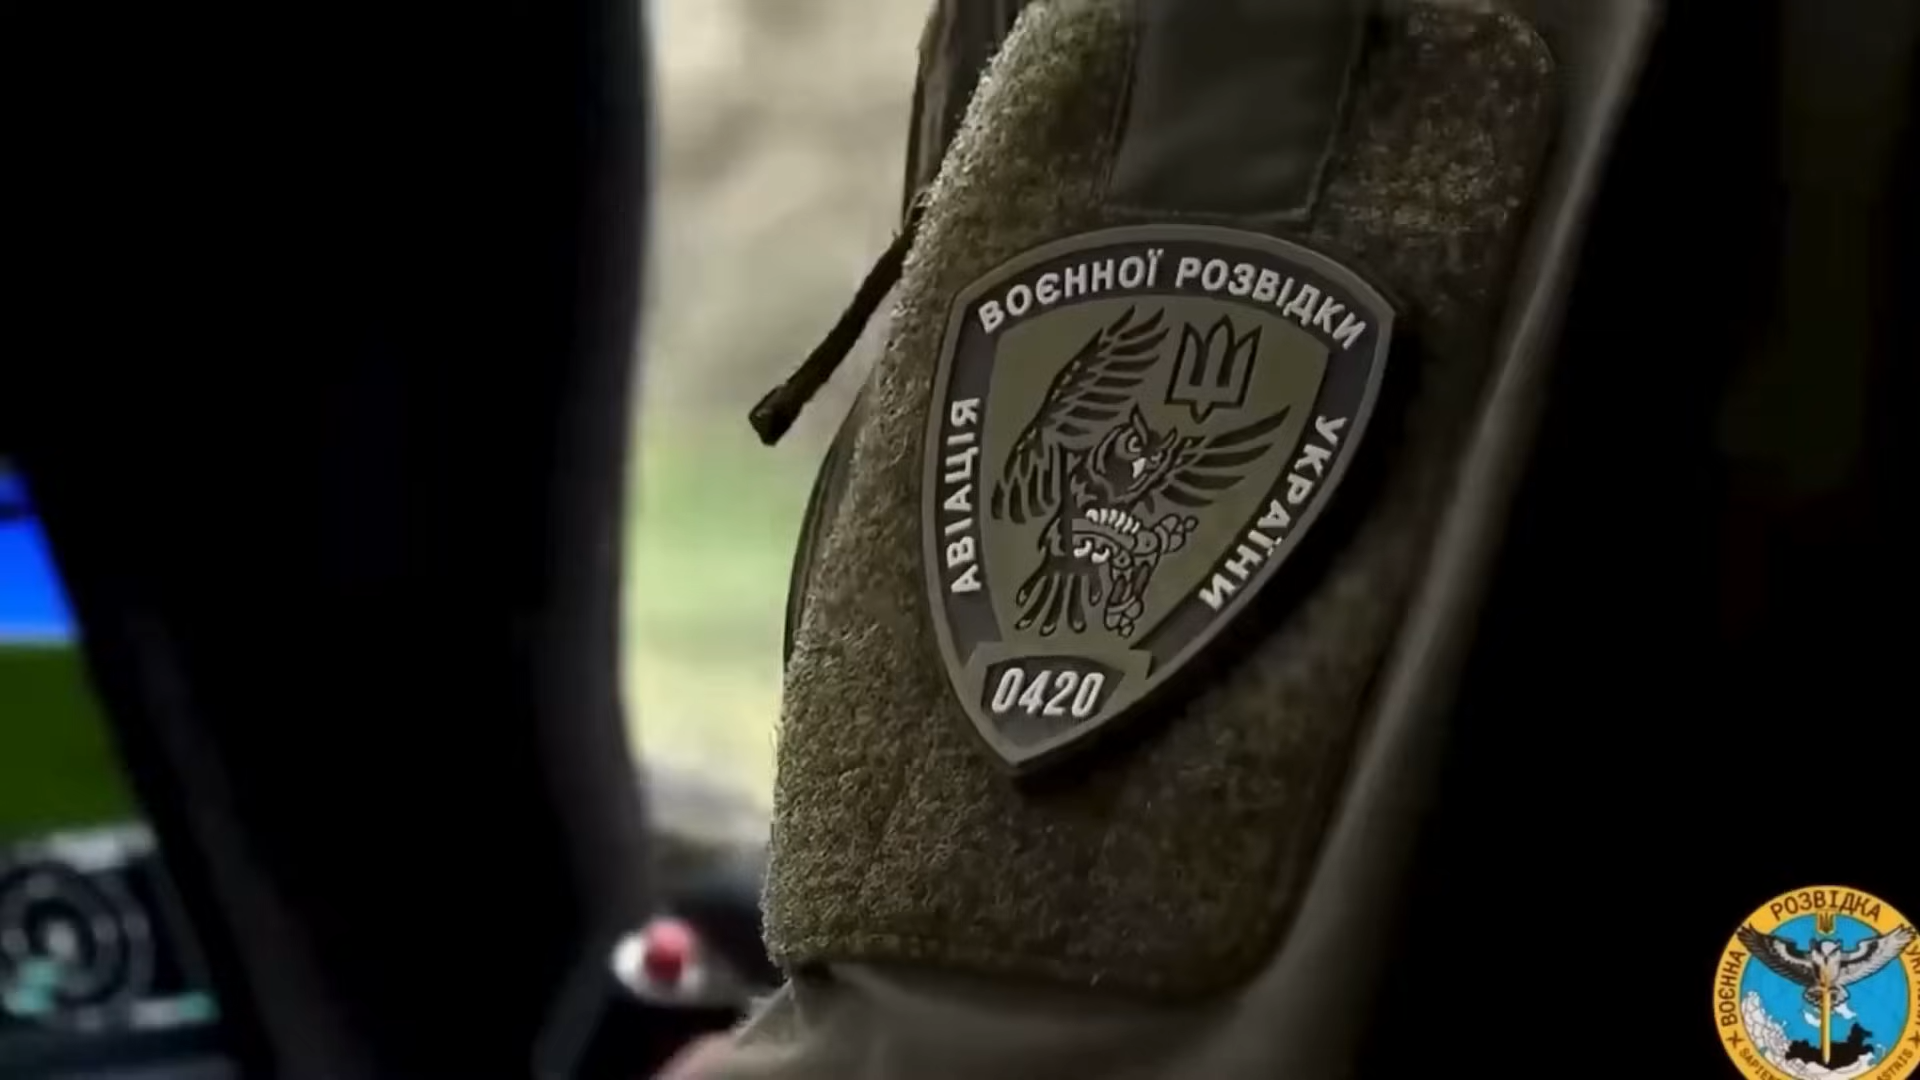 АВІАЦІЯ
ВОЄННОЇ РОЗВІДКИ
УКРАЇНИ
0420
ВОЄННА РОЗВІДКА